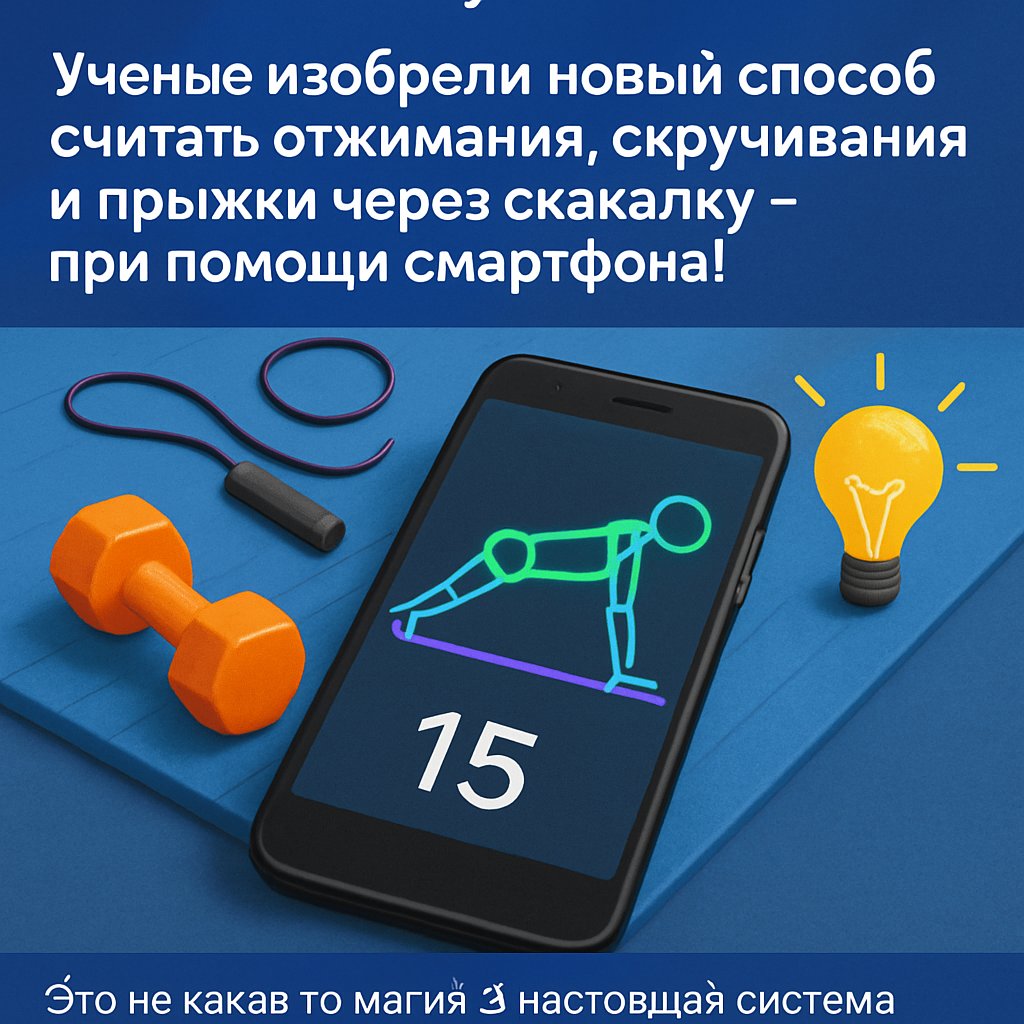 Ученые изобрели новый способ
считать отжимания, скручивания
и прыжки через скакалку –
при помощи смартфона!
15
Это не какав то магия настовщая система